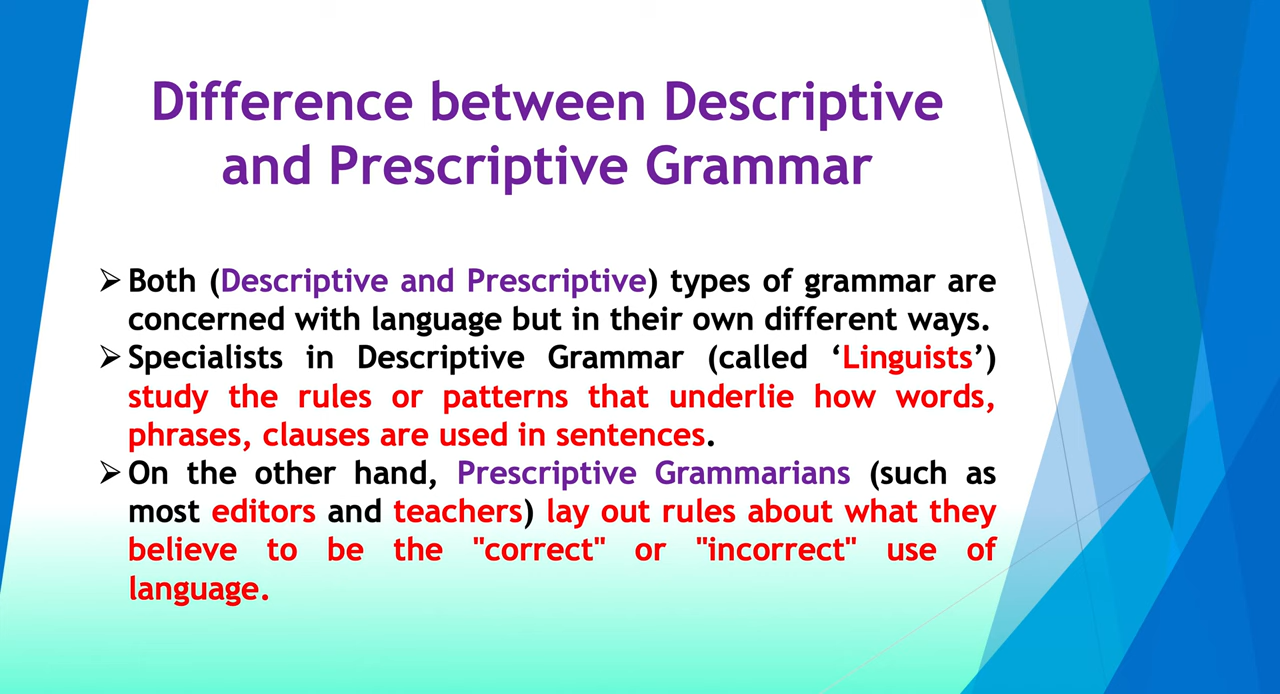 Difference between Descriptive
and Prescriptive Grammar
➢ Both (Descriptive and Prescriptive) types of grammar are
concerned with language but in their own different ways.
➢ Specialists in Descriptive Grammar (called ‘Linguists’)
study the rules or patterns that underlie how words,
phrases, clauses are used in sentences.
➢ On the other hand, Prescriptive Grammarians (such as
most editors and teachers) lay out rules about what they
believe to be the "correct" or "incorrect" use of
language.